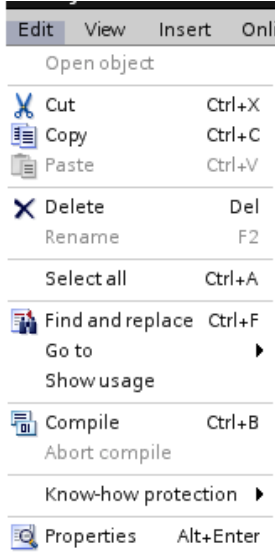 Edit View Insert Onl
Open object
Cut Ctrl+X
Copy Ctrl+C
Paste Ctrl+V
Delete Del
Rename F2
Select all Ctrl+A
Find and replace Ctrl+F
Go to
Show usage
Compile Ctrl+B
Abort compile
Know-how protection
Properties Alt+Enter